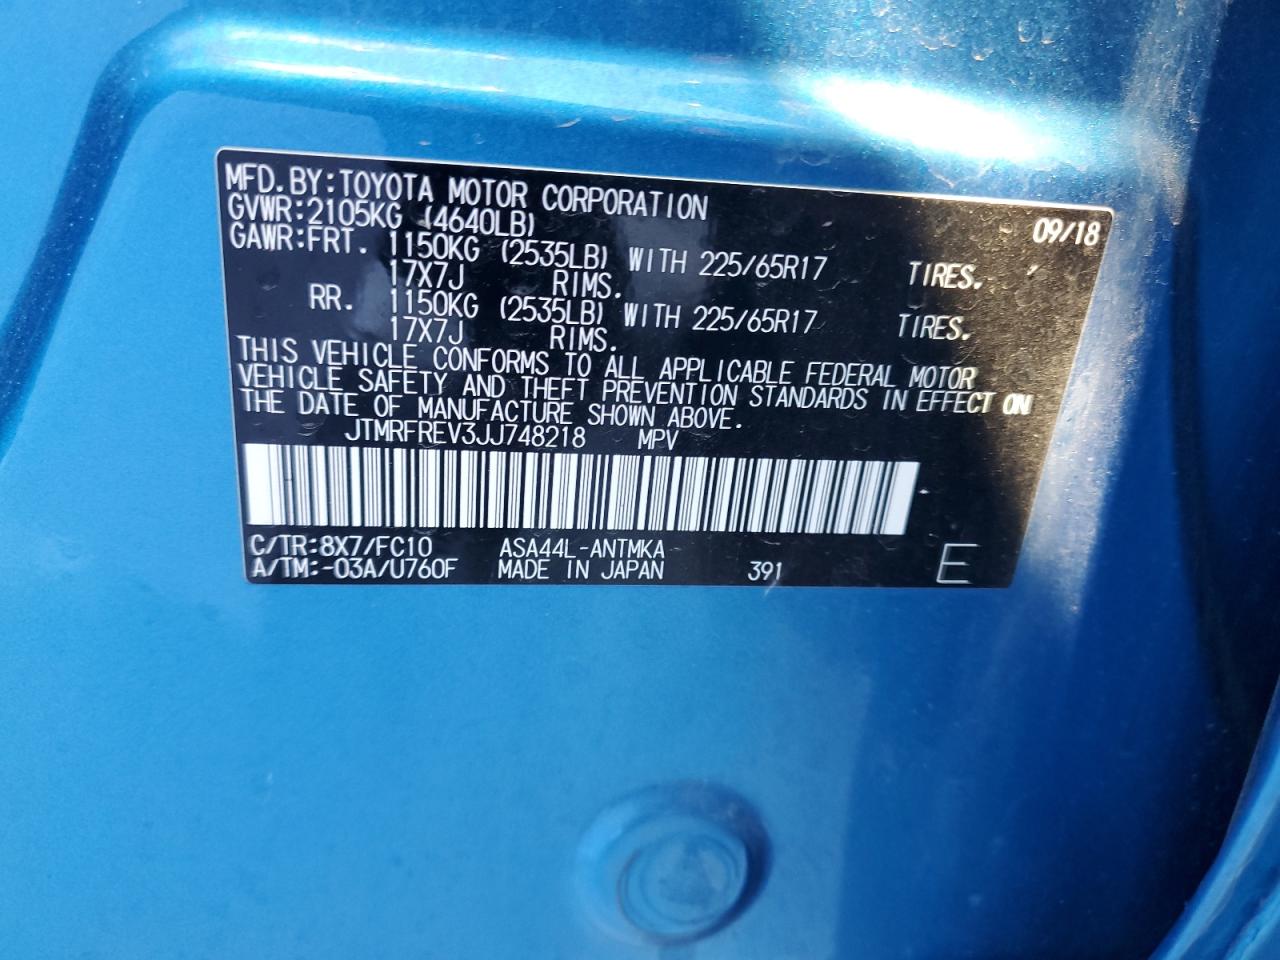 MFD.BY:TOYOTA MOTOR CORPORATION 09/18
GVWR:2105KG (4640LB)
GAWR:FRT. 1150KG (2535LB) WITH 225/65R17 TIRES.
17X7J RIMS.
RR. 1150KG (2535LB) WITH 225/65R17 TIRES.
17X7J RIMS.
THIS VEHICLE CONFORMS TO ALL APPLICABLE FEDERAL MOTOR
VEHICLE SAFETY AND THEFT PREVENTION STANDARDS IN EFFECT ON
THE DATE OF MANUFACTURE SHOWN ABOVE.
JTMRFREV3JJ748218 MPV
C/TR:8X7/FC10 ASA44L-ANTMKA
A/TM:-03A/U760F MADE IN JAPAN 391 E